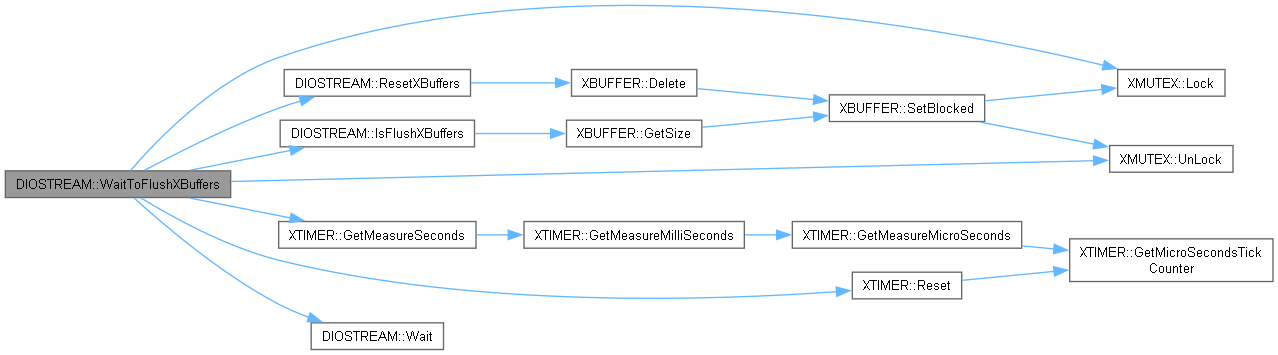 DIOSTREAM::WaitToFlushXBuffers
DIOSTREAM::ResetXBuffers
XBUFFER::Delete
XBUFFER::SetBlocked
XMUTEX::Lock
DIOSTREAM::IsFlushXBuffers
XBUFFER::GetSize
XMUTEX::UnLock
XTIMER::GetMeasureSeconds
XTIMER::GetMeasureMilliSeconds
XTIMER::GetMeasureMicroSeconds
XTIMER::GetMicroSecondsTick
Counter
XTIMER::Reset
DIOSTREAM::Wait